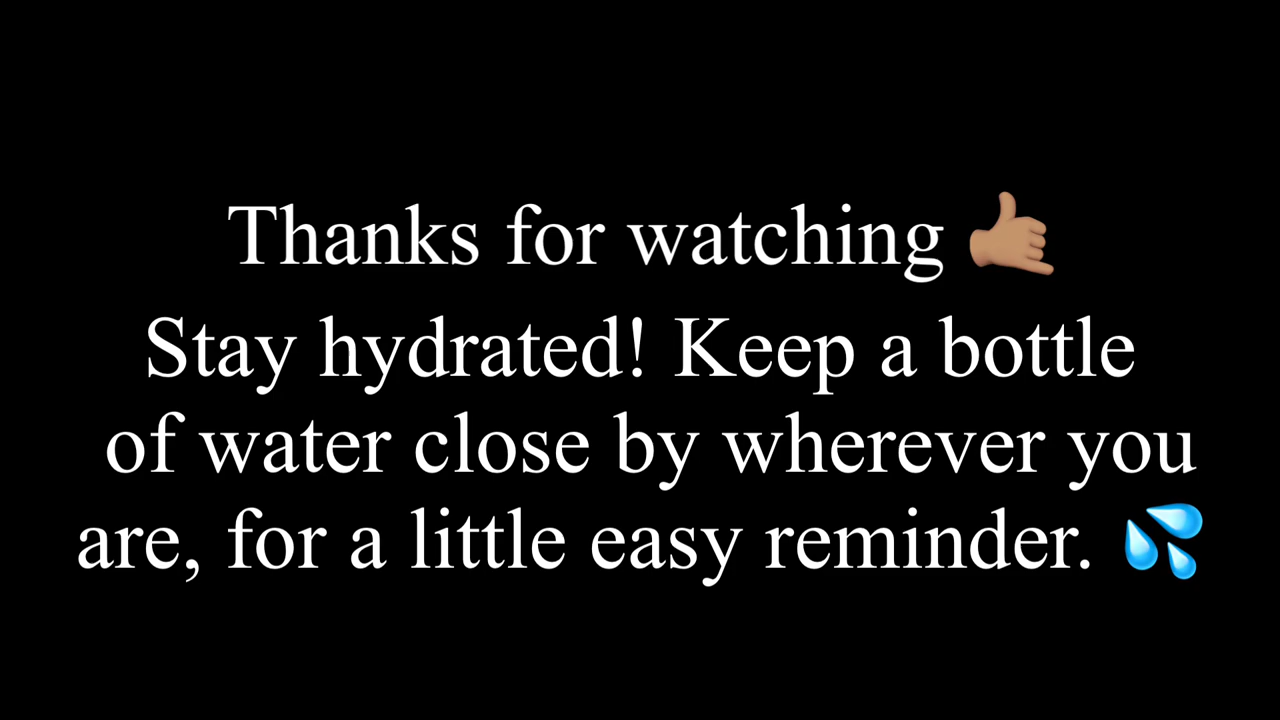 Thanks for watching 🤙🏽
Stay hydrated! Keep a bottle
of water close by wherever you
are, for a little easy reminder. 💦